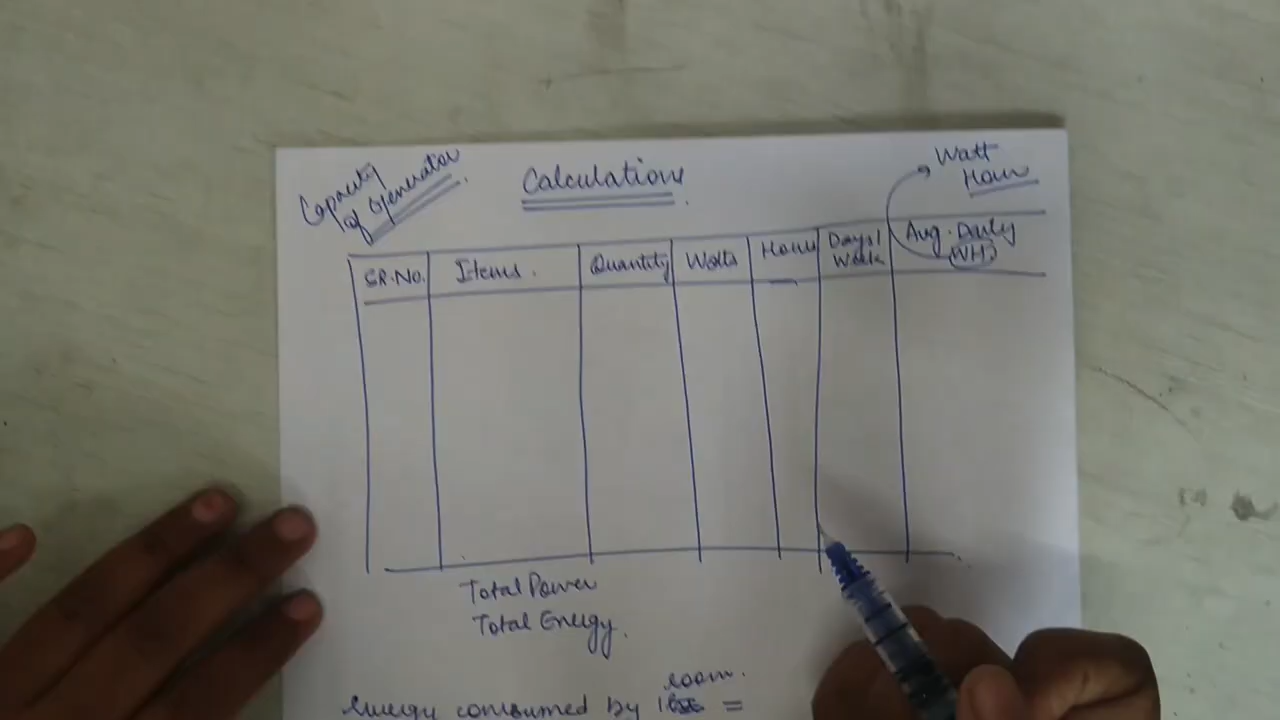 Capacity
of Generator.
Calculations.
Watt
Hour
SR.No.
Items.
Quantity
Watts
Hours
Days/
Week
Avg. Daily
(WH)
Total Power
Total Energy.
room.
Energy consumed by 1 =